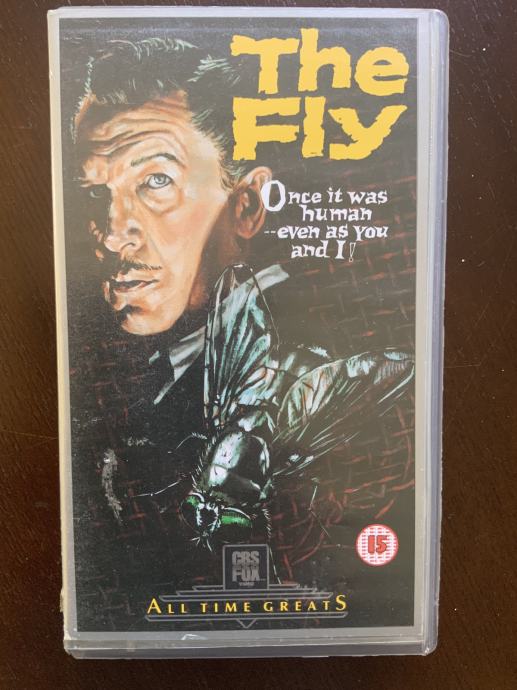 The
Fly
Once it was
human
--even as you
and I!
15
CBS
FOX
VIDEO
ALL TIME GREATS